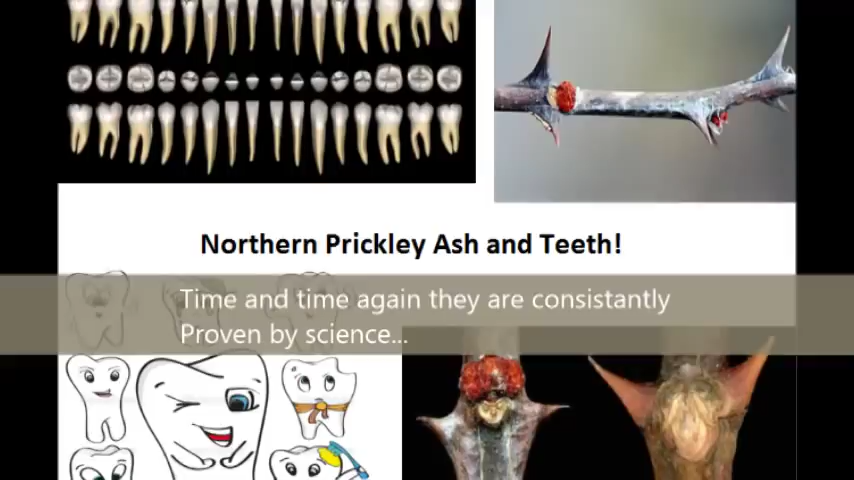 Northern Prickley Ash and Teeth!
Time and time again they are consistantly
Proven by science...